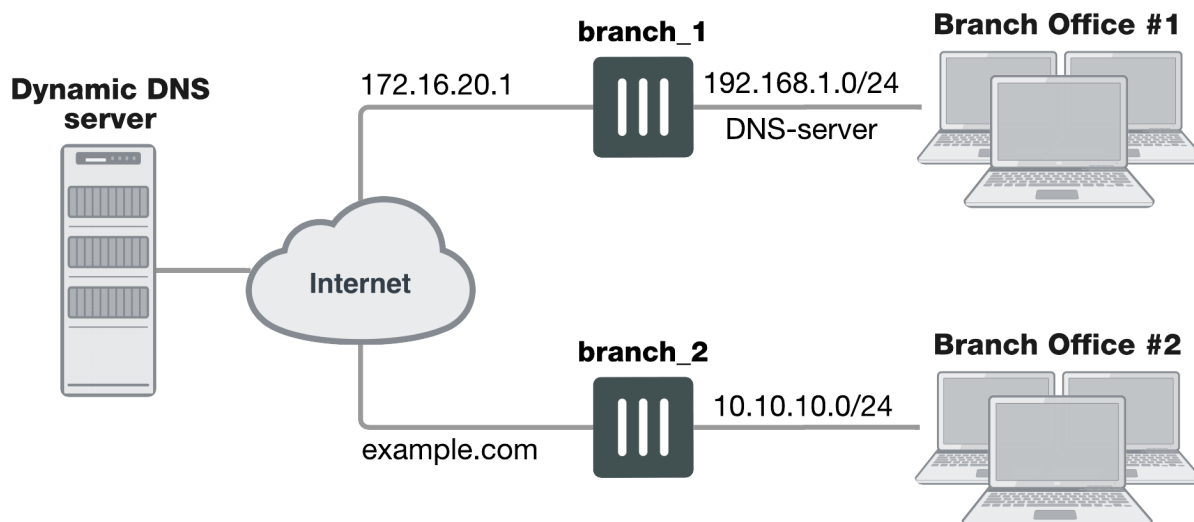 Dynamic DNS
server
Internet
branch_1
172.16.20.1
192.168.1.0/24
DNS-server
Branch Office #1
branch_2
example.com
10.10.10.0/24
Branch Office #2